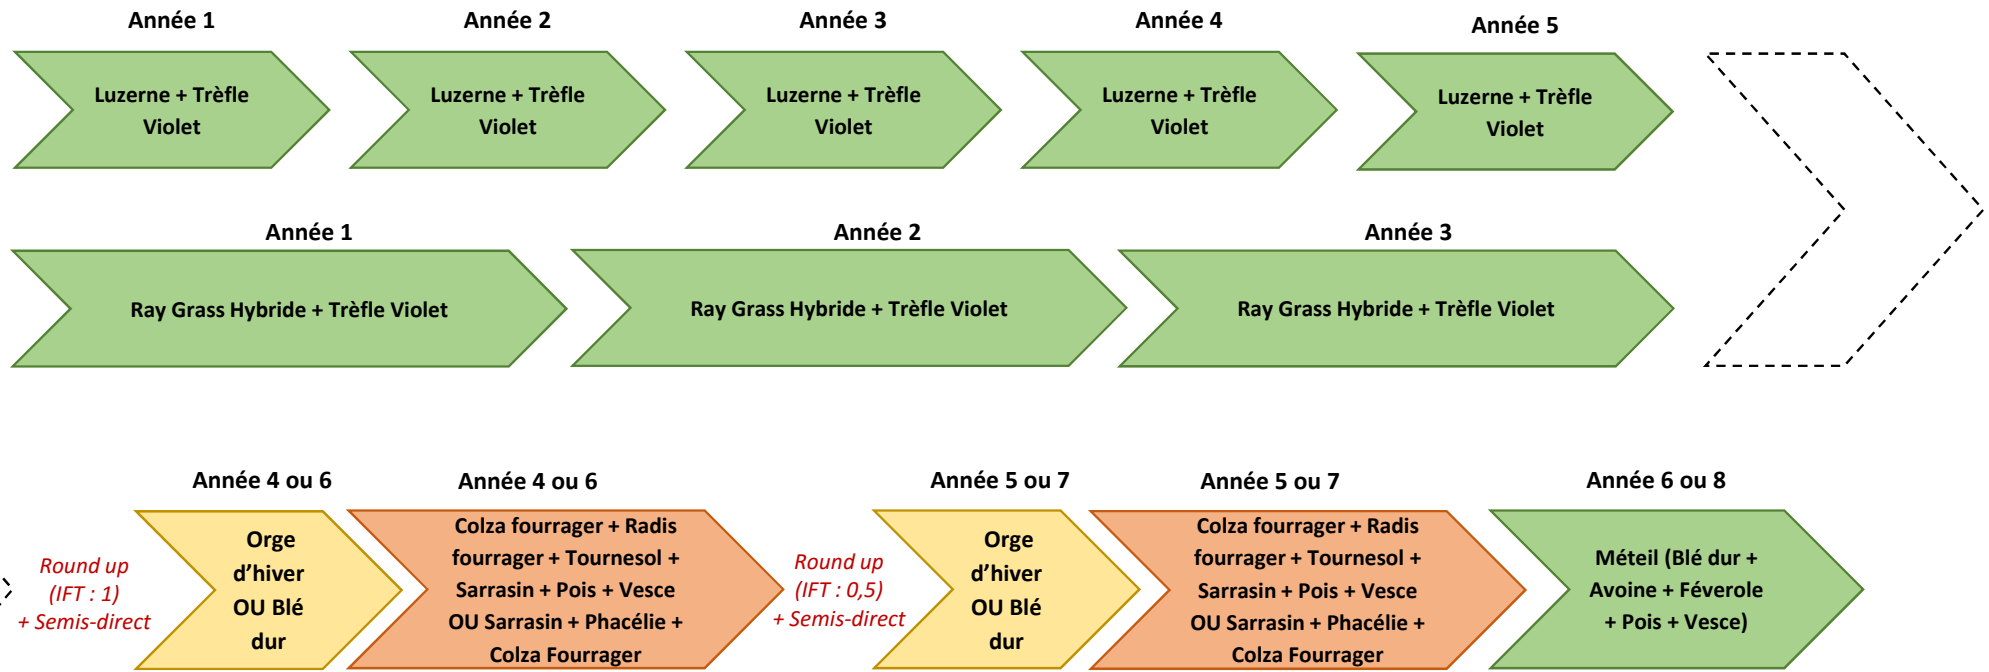 Année 1
Année 2
Année 3
Année 4
Année 5
Luzerne + Trèfle
Violet
Luzerne + Trèfle
Violet
Luzerne + Trèfle
Violet
Luzerne + Trèfle
Violet
Luzerne + Trèfle
Violet
Année 1
Année 2
Année 3
Ray Grass Hybride + Trèfle Violet
Ray Grass Hybride + Trèfle Violet
Ray Grass Hybride + Trèfle Violet
Année 4 ou 6
Année 4 ou 6
Année 5 ou 7
Année 5 ou 7
Année 6 ou 8
Round up
(IFT : 1)
+ Semis-direct
Orge
d’hiver
OU Blé
dur
Colza fourrager + Radis
fourrager + Tournesol +
Sarrasin + Pois + Vesce
OU Sarrasin + Phacélie +
Colza Fourrager
Round up
(IFT : 0,5)
+ Semis-direct
Orge
d’hiver
OU Blé
dur
Colza fourrager + Radis
fourrager + Tournesol +
Sarrasin + Pois + Vesce
OU Sarrasin + Phacélie +
Colza Fourrager
Méteil (Blé dur +
Avoine + Féverole
+ Pois + Vesce)